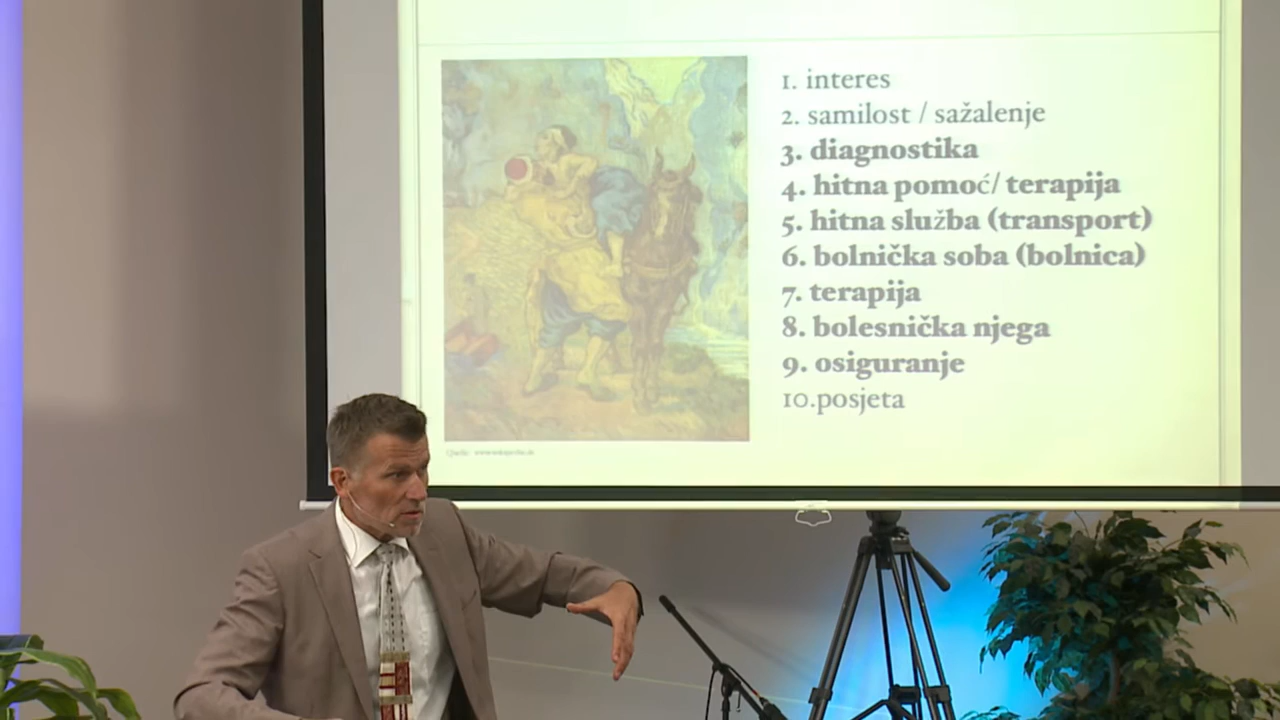 1. interes
2. samilost / sažalenje
3. diagnostika
4. hitna pomoć/ terapija
5. hitna služba (transport)
6. bolnička soba (bolnica)
7. terapija
8. bolesnička njega
9. osiguranje
10.posjeta